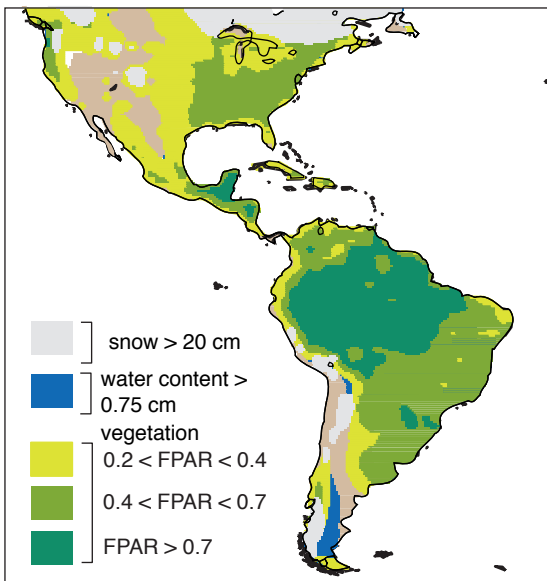 snow > 20 cm
water content >
0.75 cm
vegetation
0.2 < FPAR < 0.4
0.4 < FPAR < 0.7
FPAR > 0.7